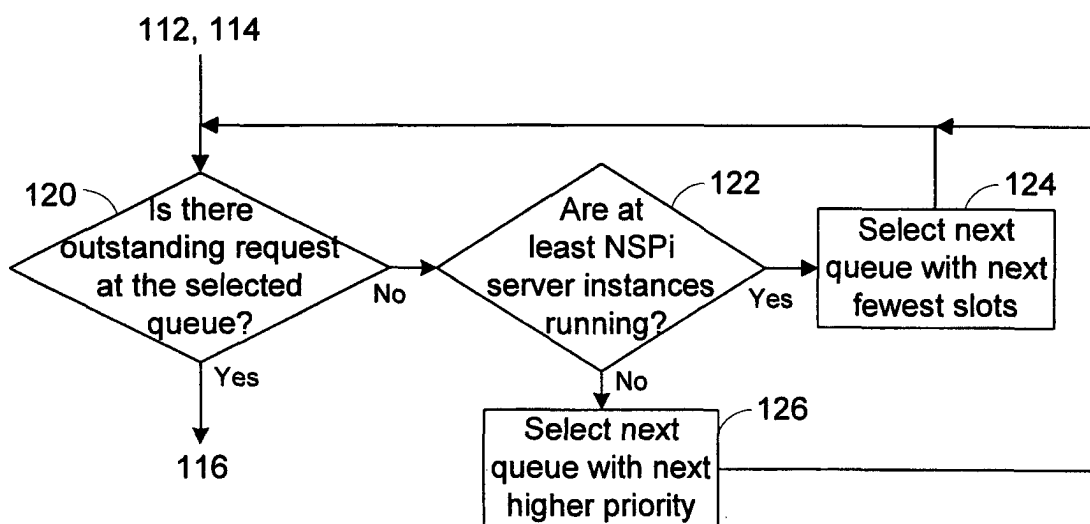 112, 114
120
Is there
outstanding request
at the selected
queue?
No
Yes
116
122
Are at
least NSPi
server instances
running?
Yes
No
124
Select next
queue with next
fewest slots
126
Select next
queue with next
higher priority